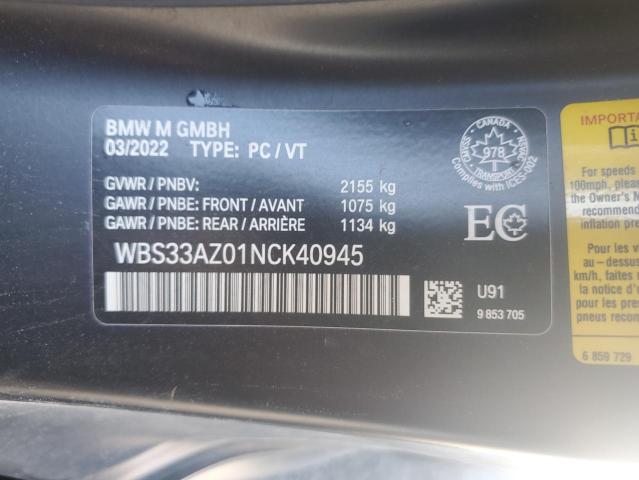 BMW M GMBH
03/2022 TYPE: PC / VT
GVWR / PNBV: 2155 kg
GAWR / PNBE: FRONT / AVANT 1075 kg
GAWR / PNBE: REAR / ARRIÈRE 1134 kg
WBS33AZ01NCK40945
CANADA
978
TRANSPORT
Complies with ICES-002
EC
U91
9 853 705
IMPORTA
For speeds
100mph, please
the Owner's M
recommend
inflation pre
Pour les
au – dessus
km/h, faites
la notice d'u
pour les pres
pneus recom
6 859 729